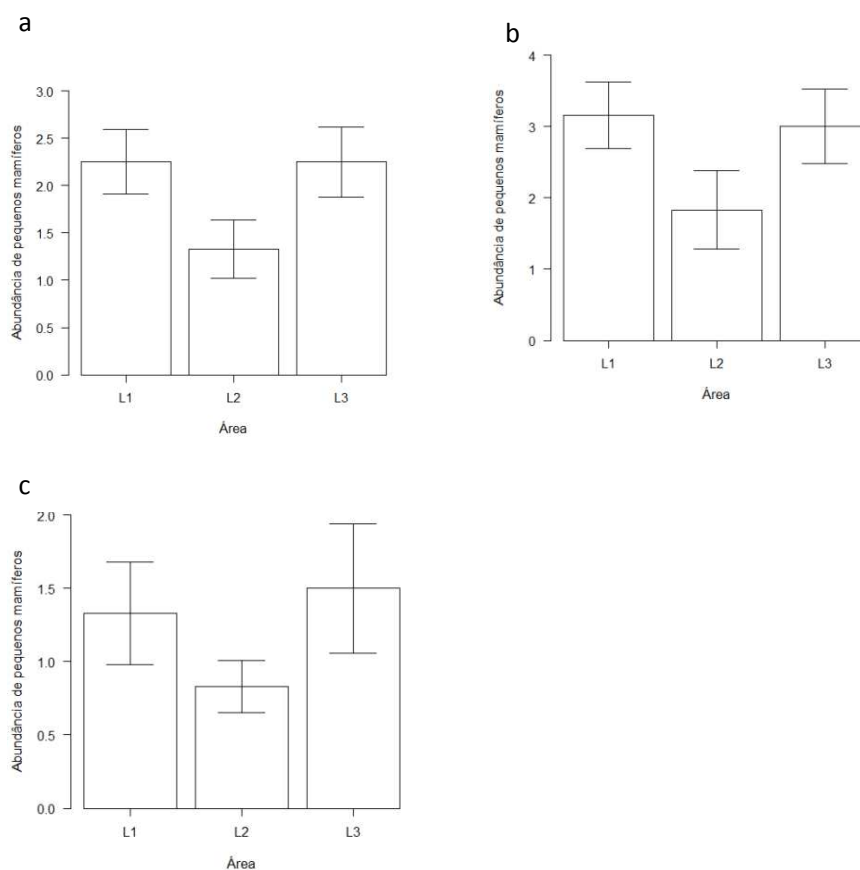 a
3.0
2.5
2.0
1.5
1.0
0.5
0.0
Abundância de pequenos mamíferos
L1 L2 L3
Área
b
4
3
2
1
0
Abundância de pequenos mamíferos
L1 L2 L3
Área
c
2.0
1.5
1.0
0.5
0.0
Abundância de pequenos mamíferos
L1 L2 L3
Área